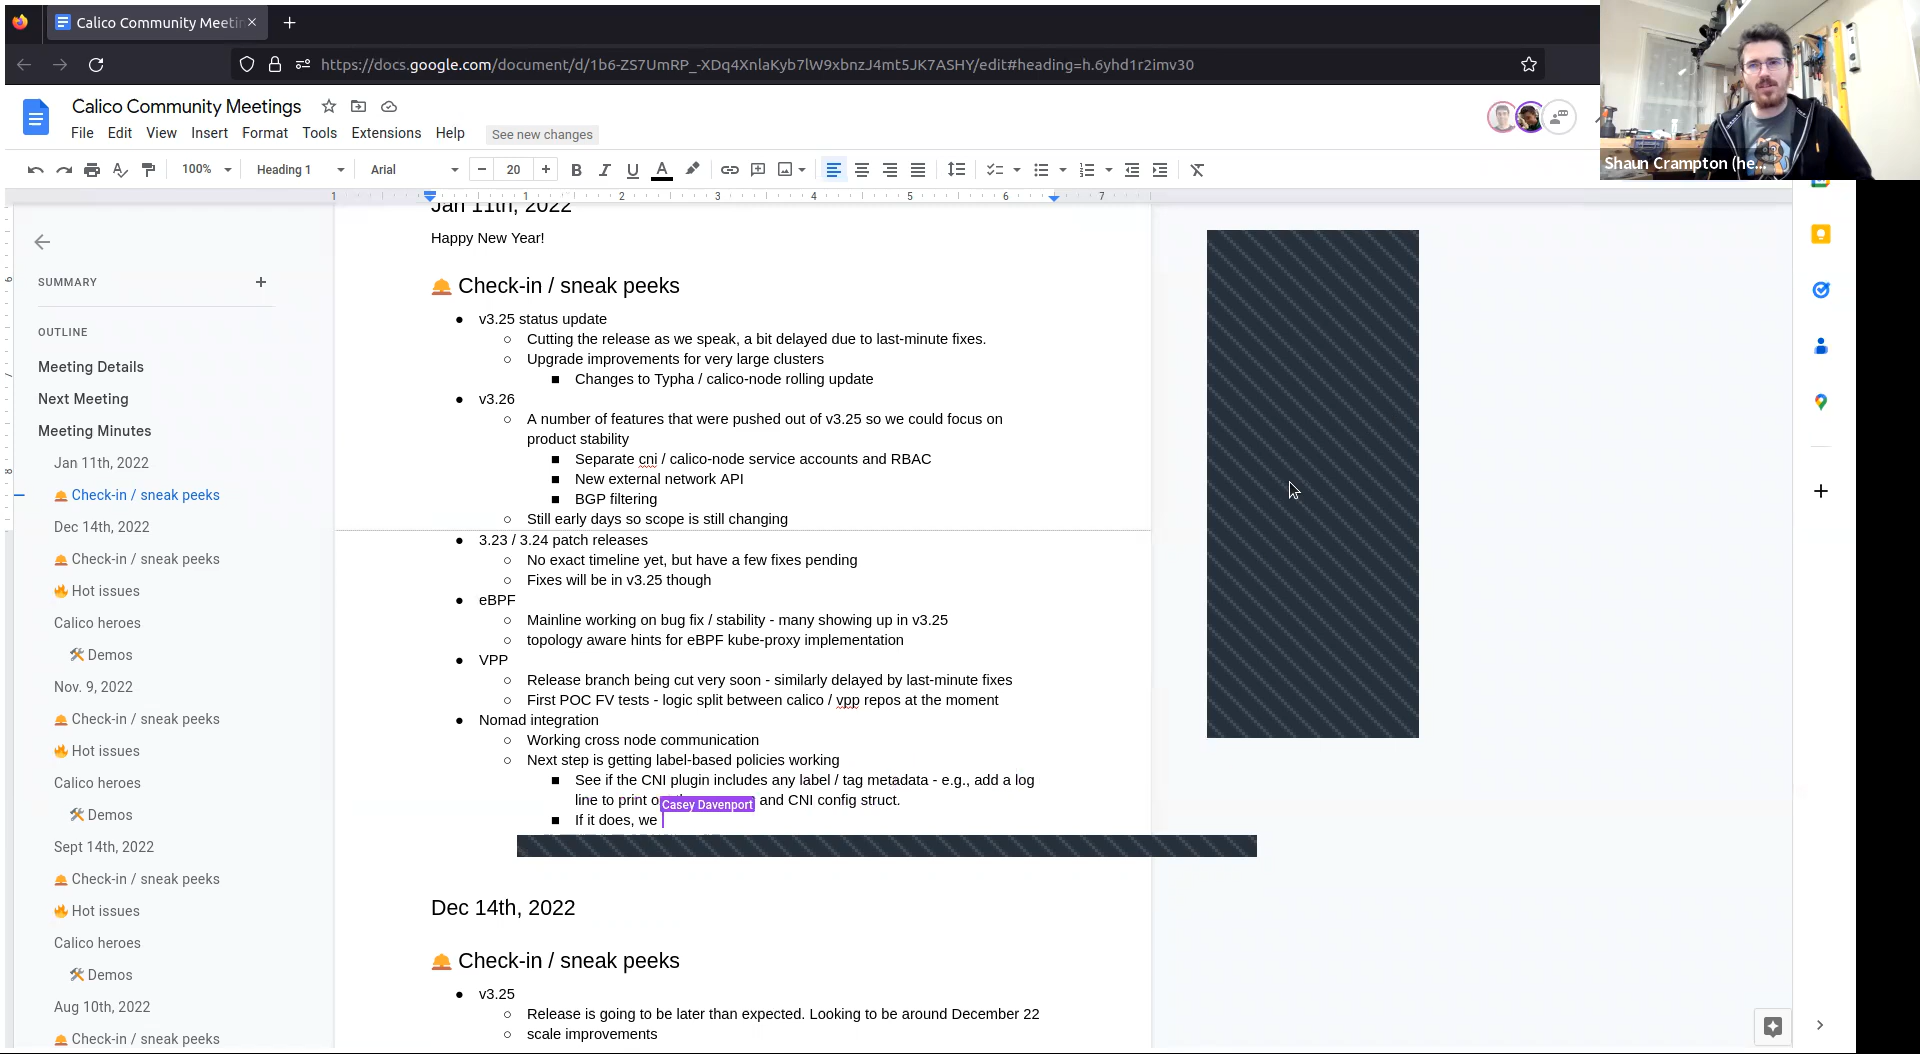 Calico Community Meetin
https://docs.google.com/document/d/1b6-ZS7UmRP_-XDq4XnlaKyb7lW9xbnzJ4mt5JK7ASHY/edit#heading=h.6yhd1r2imv30
Calico Community Meetings
File Edit View Insert Format Tools Extensions Help See new changes
Shaun Crampton (he...
100% Heading 1 Arial 20
1 1 2 3 4 5 6 7
Jan 11th, 2022
Happy New Year!
Check-in / sneak peeks
v3.25 status update
Cutting the release as we speak, a bit delayed due to last-minute fixes.
Upgrade improvements for very large clusters
Changes to Typha / calico-node rolling update
v3.26
A number of features that were pushed out of v3.25 so we could focus on
product stability
Separate cni / calico-node service accounts and RBAC
New external network API
BGP filtering
Still early days so scope is still changing
3.23 / 3.24 patch releases
No exact timeline yet, but have a few fixes pending
Fixes will be in v3.25 though
eBPF
Mainline working on bug fix / stability - many showing up in v3.25
topology aware hints for eBPF kube-proxy implementation
VPP
Release branch being cut very soon - similarly delayed by last-minute fixes
First POC FV tests - logic split between calico / vpp repos at the moment
Nomad integration
Working cross node communication
Next step is getting label-based policies working
See if the CNI plugin includes any label / tag metadata - e.g., add a log
line to print and CNI config struct.
Casey Davenport
If it does, we
Dec 14th, 2022
Check-in / sneak peeks
v3.25
Release is going to be later than expected. Looking to be around December 22
scale improvements
SUMMARY
OUTLINE
Meeting Details
Next Meeting
Meeting Minutes
Jan 11th, 2022
Check-in / sneak peeks
Dec 14th, 2022
Check-in / sneak peeks
Hot issues
Calico heroes
Demos
Nov. 9, 2022
Check-in / sneak peeks
Hot issues
Calico heroes
Demos
Sept 14th, 2022
Check-in / sneak peeks
Hot issues
Calico heroes
Demos
Aug 10th, 2022
Check-in / sneak peeks